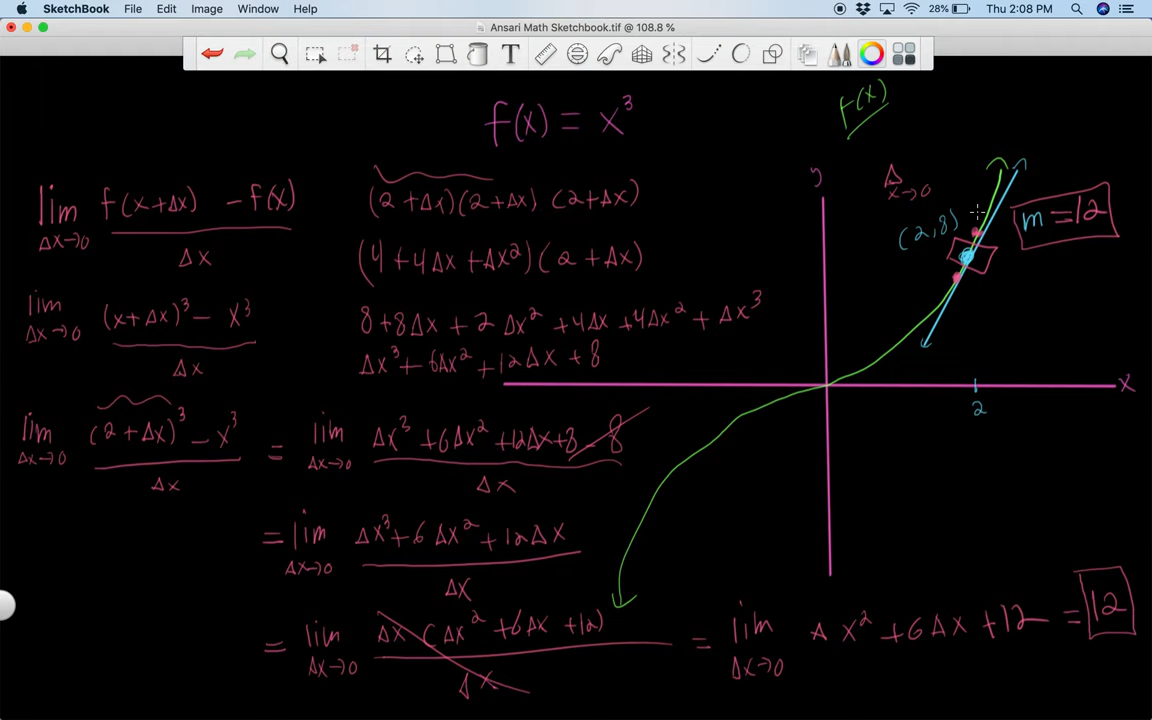 SketchBook File Edit Image Window Help 28% Thu 2:08 PM
Ansari Math Sketchbook.tif @ 108.8 %
T
f(x) = x³
f(x)
lim Δx→0 f(x+Δx) - f(x)
Δx
lim Δx→0 (x+Δx)³ - x³
Δx
lim Δx→0 (2+Δx)³ - x³
Δx
(2+Δx)(2+Δx) (2+Δx)
(4+4Δx+Δx²)(2+Δx)
8+8Δx+2Δx²+4Δx+4Δx²+Δx³
Δx³+6Δx²+12Δx+8
= lim Δx→0 Δx³+6Δx²+12Δx+8-8
Δx
= lim Δx→0 Δx³+6Δx²+12Δx
Δx
= lim Δx→0 Δx(Δx²+6Δx+12)
Δx
= lim Δx→0 Δx²+6Δx+12 = 12
y
Δ
x→0
(2,8)
m = 12
x
2